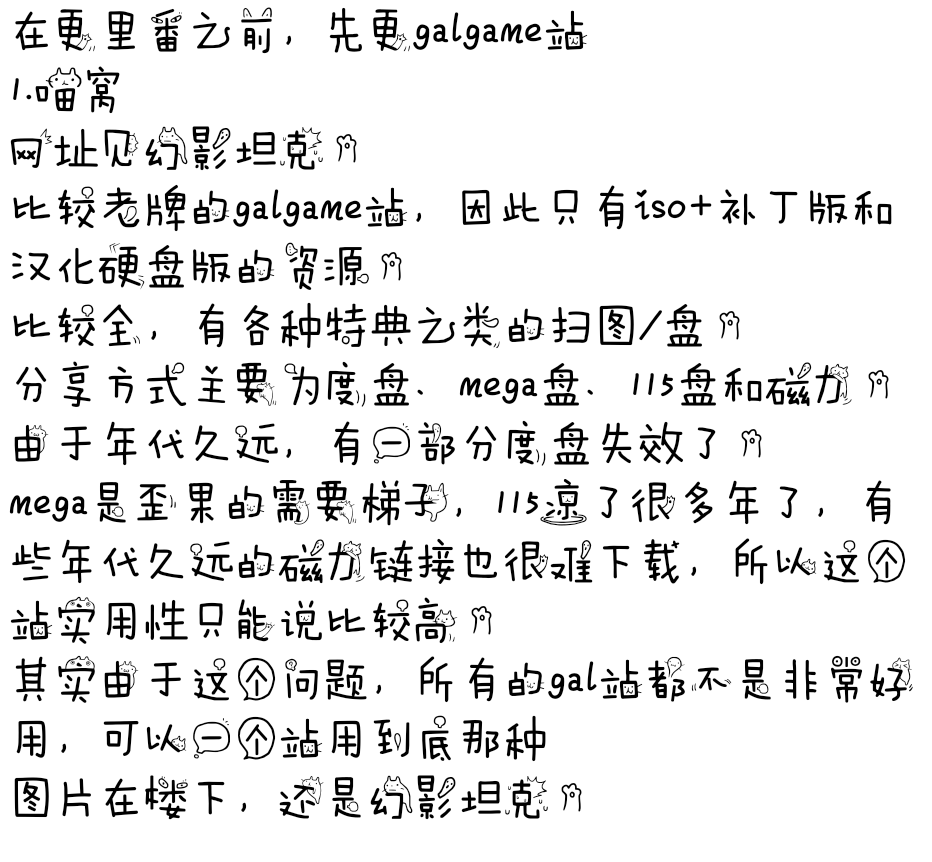 在更里番之前，先更galgame站
1.喵窝
网址见幻影坦克。
比较老牌的galgame站，因此只有iso+补丁版和
汉化硬盘版的资源。
比较全，有各种特典之类的扫图/盘。
分享方式主要为度盘、mega盘、115盘和磁力。
由于年代久远，有一部分度盘失效了。
mega是歪果的需要梯子，115凉了很多年了，有
些年代久远的磁力链接也很难下载，所以这个
站实用性只能说比较高。
其实由于这个问题，所有的gal站都不是非常好
用，可以一个站用到底那种
图片在楼下，还是幻影坦克。